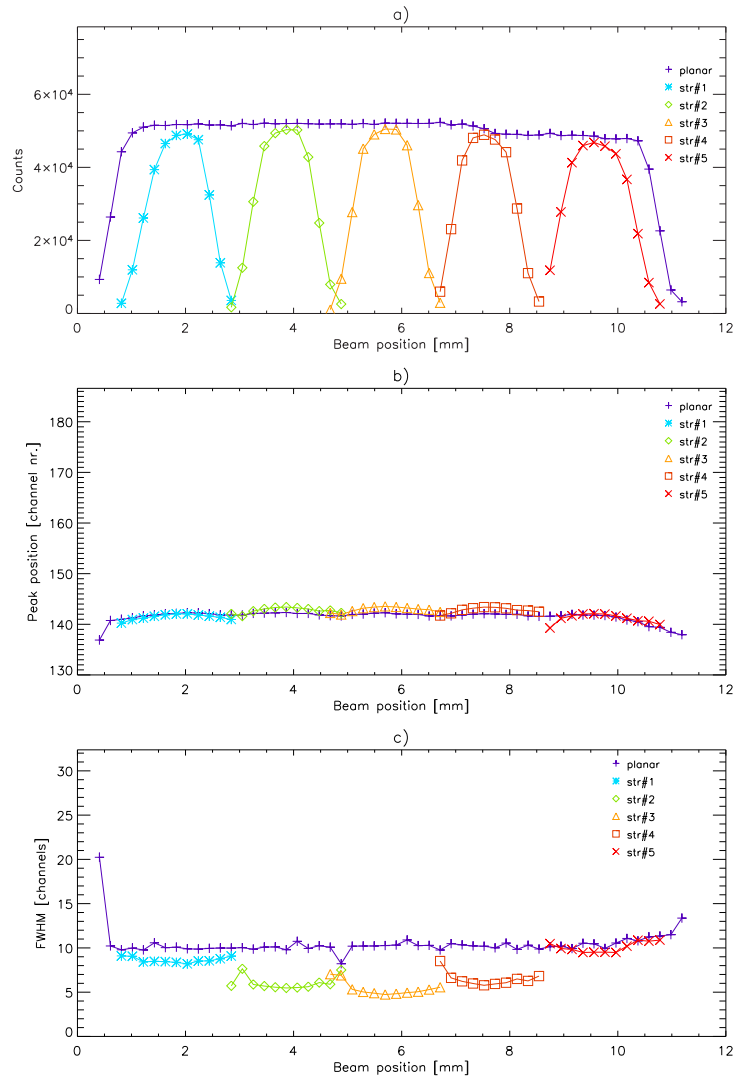 a)
6×10⁴
4×10⁴
2×10⁴
0
Counts
planar
str#1
str#2
str#3
str#4
str#5
0 2 4 6 8 10 12
Beam position [mm]
b)
180
170
160
150
140
130
Peak position [channel nr.]
planar
str#1
str#2
str#3
str#4
str#5
0 2 4 6 8 10 12
Beam position [mm]
c)
30
25
20
15
10
5
0
FWHM [channels]
planar
str#1
str#2
str#3
str#4
str#5
0 2 4 6 8 10 12
Beam position [mm]